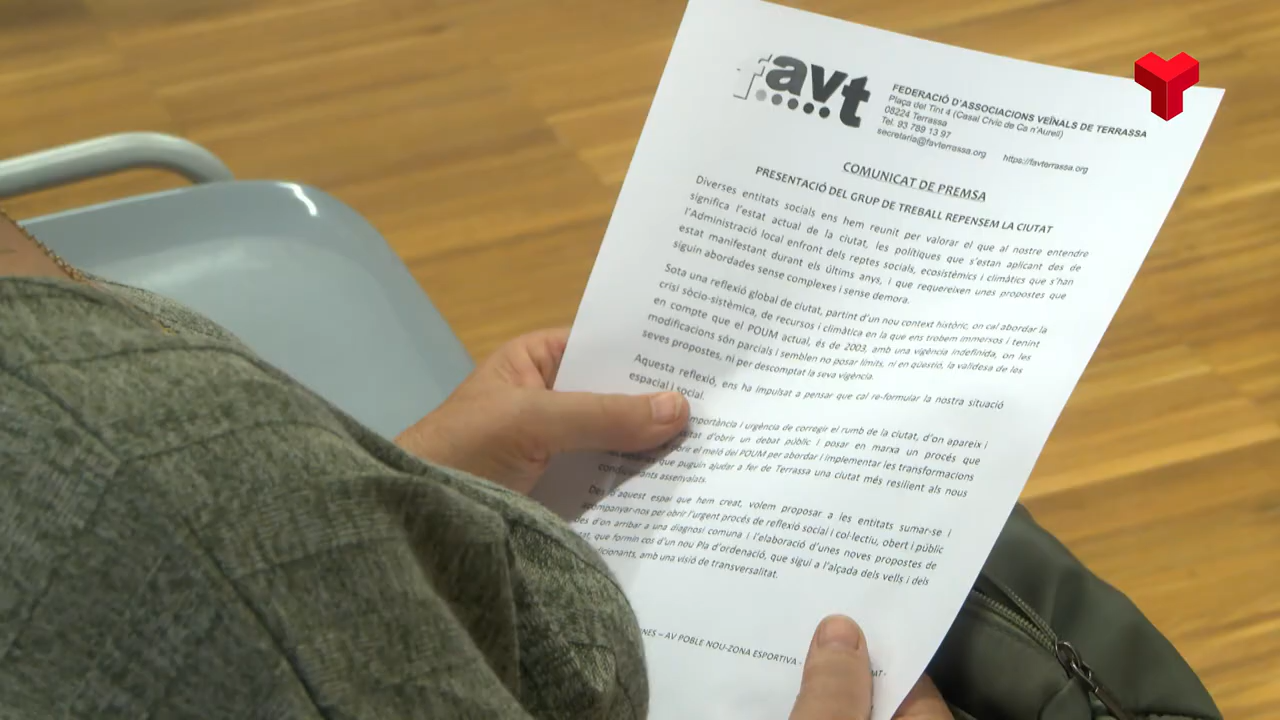 favt
FEDERACIÓ D'ASSOCIACIONS VEÏNALS DE TERRASSA
Plaça del Tint 4 (Casal Cívic de Ca n'Aurell)
08224 Terrassa
Tel. 93 789 13 97
secretaria@favterrassa.org https://favterrassa.org
COMUNICAT DE PREMSA
PRESENTACIÓ DEL GRUP DE TREBALL REPENSEM LA CIUTAT
Diverses entitats socials ens hem reunit per valorar el que al nostre entendre
significa l'estat actual de la ciutat, les polítiques que s'estan aplicant des de
l'Administració local enfront dels reptes socials, ecosistèmics i climàtics que s'han
estat manifestant durant els últims anys, i que requereixen unes propostes que
siguin abordades sense complexes i sense demora.
Sota una reflexió global de ciutat, partint d'un nou context històric, on cal abordar la
crisi sòcio-sistèmica, de recursos i climàtica en la que ens trobem immersos i tenint
en compte que el POUM actual, és de 2003, amb una vigència indefinida, on les
modificacions són parcials i semblen no posar límits, ni en qüestió, la validesa de les
seves propostes, ni per descomptat la seva vigència.
Aquesta reflexió, ens ha impulsat a pensar que cal re-formular la nostra situació
espacial i social.
importància i urgència de corregir el rumb de la ciutat, d'on apareix i
d'obrir un debat públic i posar en marxa un procés que
el meló del POUM per abordar i implementar les transformacions
que puguin ajudar a fer de Terrassa una ciutat més resilient als nous
assenyalats.
d'aquest espai que hem creat, volem proposar a les entitats sumar-se i
acompanyar-nos per obrir l'urgent procés de reflexió social i col·lectiu, obert i públic
d'on arribar a una diagnosi comuna i l'elaboració d'unes noves propostes de
que formin cos d'un nou Pla d'ordenació, que sigui a l'alçada dels vells i dels
amb una visió de transversalitat.
– AV POBLE NOU-ZONA ESPORTIVA -